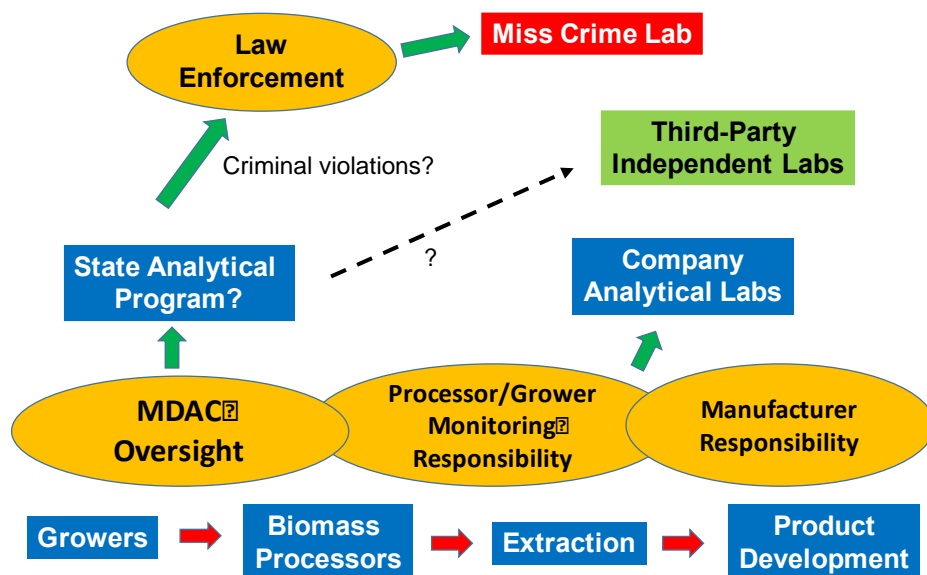 Law
Enforcement
Miss Crime Lab
Third-Party
Independent Labs
Criminal violations?
?
State Analytical
Program?
Company
Analytical Labs
MDAC⍰
Oversight
Processor/Grower
Monitoring⍰
Responsibility
Manufacturer
Responsibility
Growers
Biomass
Processors
Extraction
Product
Development